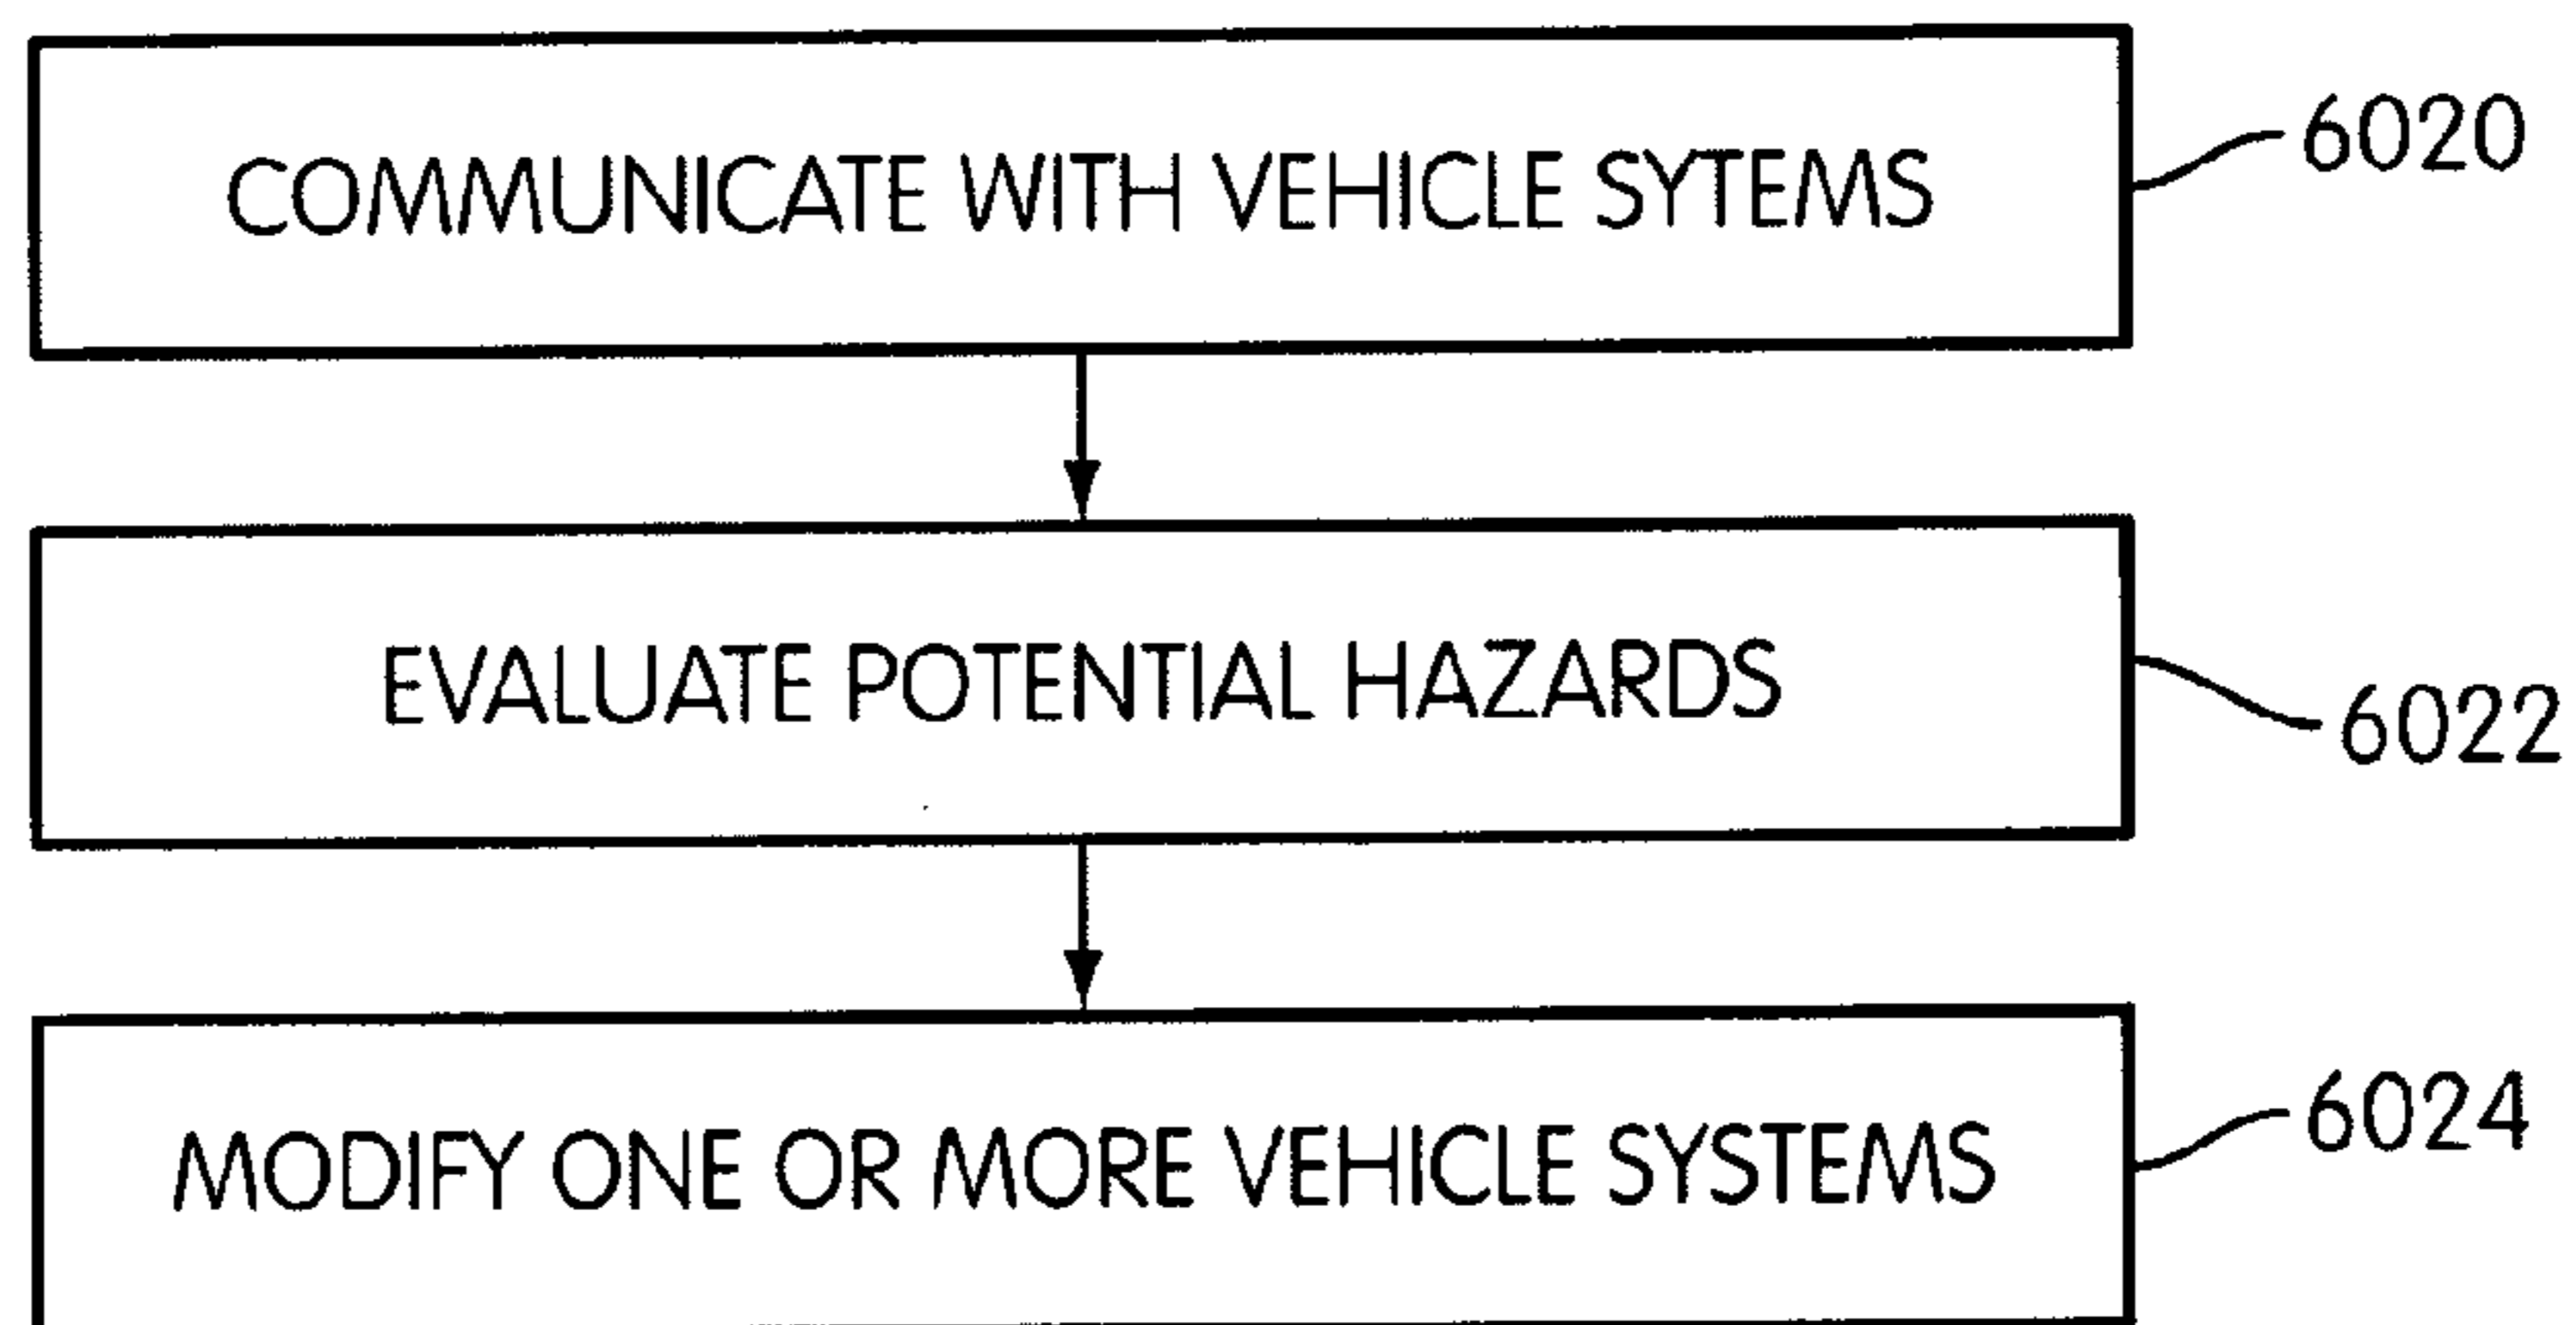 COMMUNICATE WITH VEHICLE SYTEMS
6020
EVALUATE POTENTIAL HAZARDS
6022
MODIFY ONE OR MORE VEHICLE SYSTEMS
6024